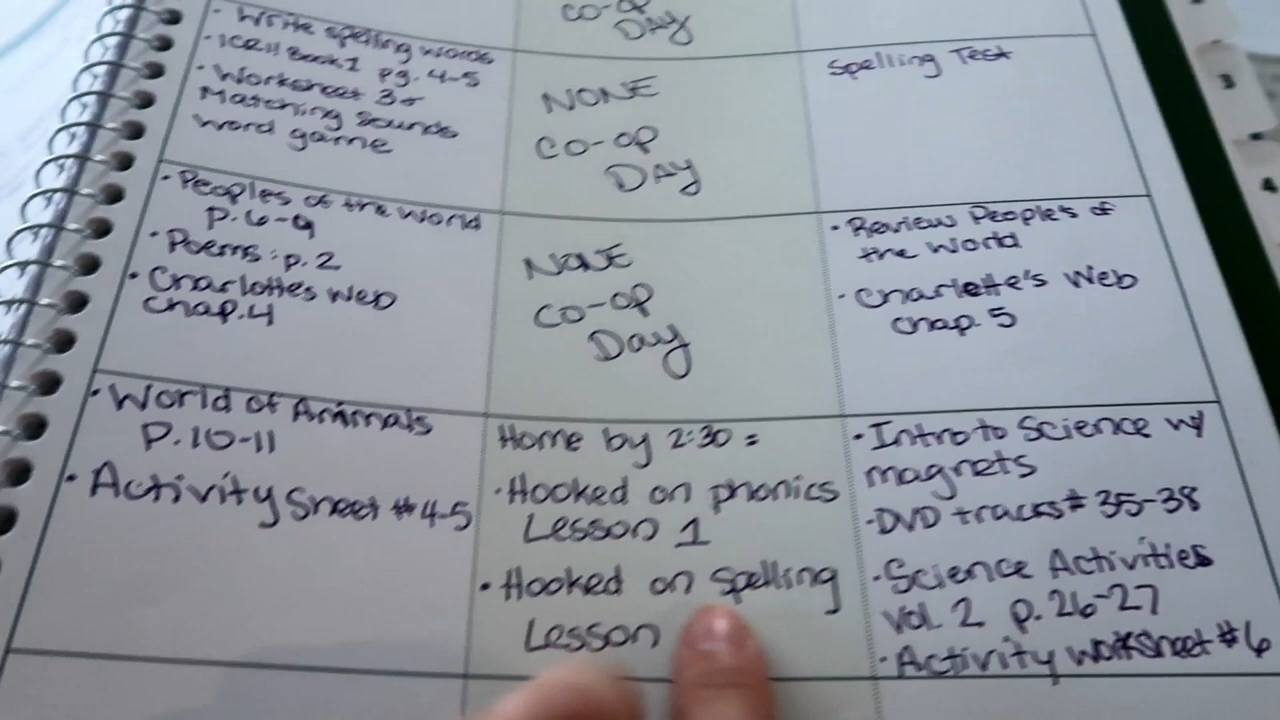 co-op
DAY
• Write spelling words
Book 1 pg. 4-5
• Worksheet 3
Matching Sounds
word game
NONE
co-op
DAY
Spelling Test
• Peoples of the World
p. 6-9
• Poems: p. 2
• Charlottes Web
Chap. 4
NONE
co-op
Day
• Review Peoples of
the World
• Charlette's Web
Chap. 5
• World of Animals
P. 10-11
• Activity Sheet #4-5
Home by 2:30 =
• Hooked on phonics
Lesson 1
• Hooked on Spelling
Lesson
• Intro to Science w/
magnets
• DVD tracks # 35-38
• Science Activities
Vol. 2 p. 26-27
• Activity Worksheet #6
3
4